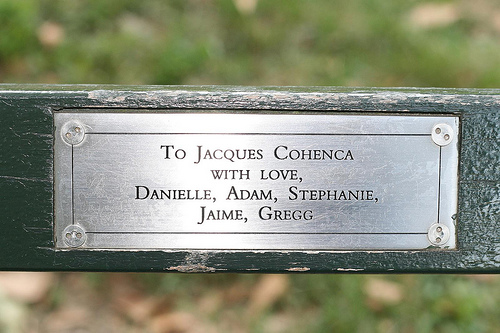 To Jacques Cohenca
with love,
Danielle, Adam, Stephanie,
Jaime, Gregg